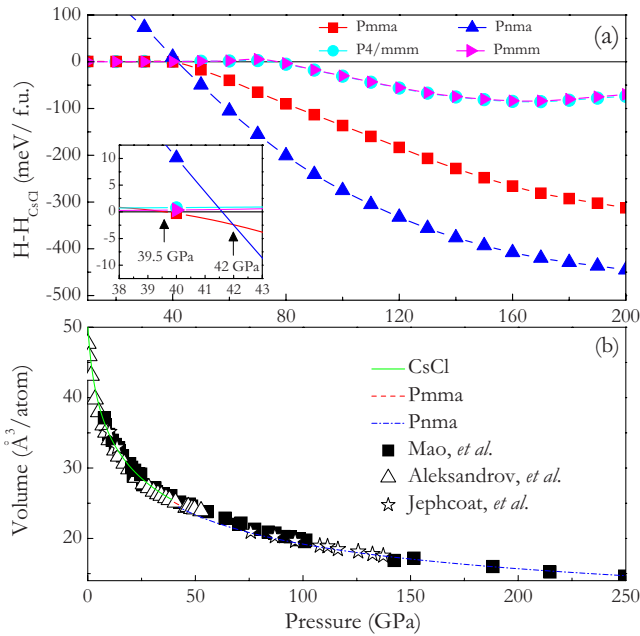 Pmma
Pnma
P4/mmm
Pmmm
(a)
H-HCsCl (meV/ f.u.)
100
0
-100
-200
-300
-400
-500
10
5
0
-5
-10
39.5 GPa
42 GPa
38 39 40 41 42 43
40 80 120 160 200
(b)
Volume (Å3/atom)
50
40
30
20
CsCl
Pmma
Pnma
Mao, et al.
Aleksandrov, et al.
Jephcoat, et al.
0 50 100 150 200 250
Pressure (GPa)